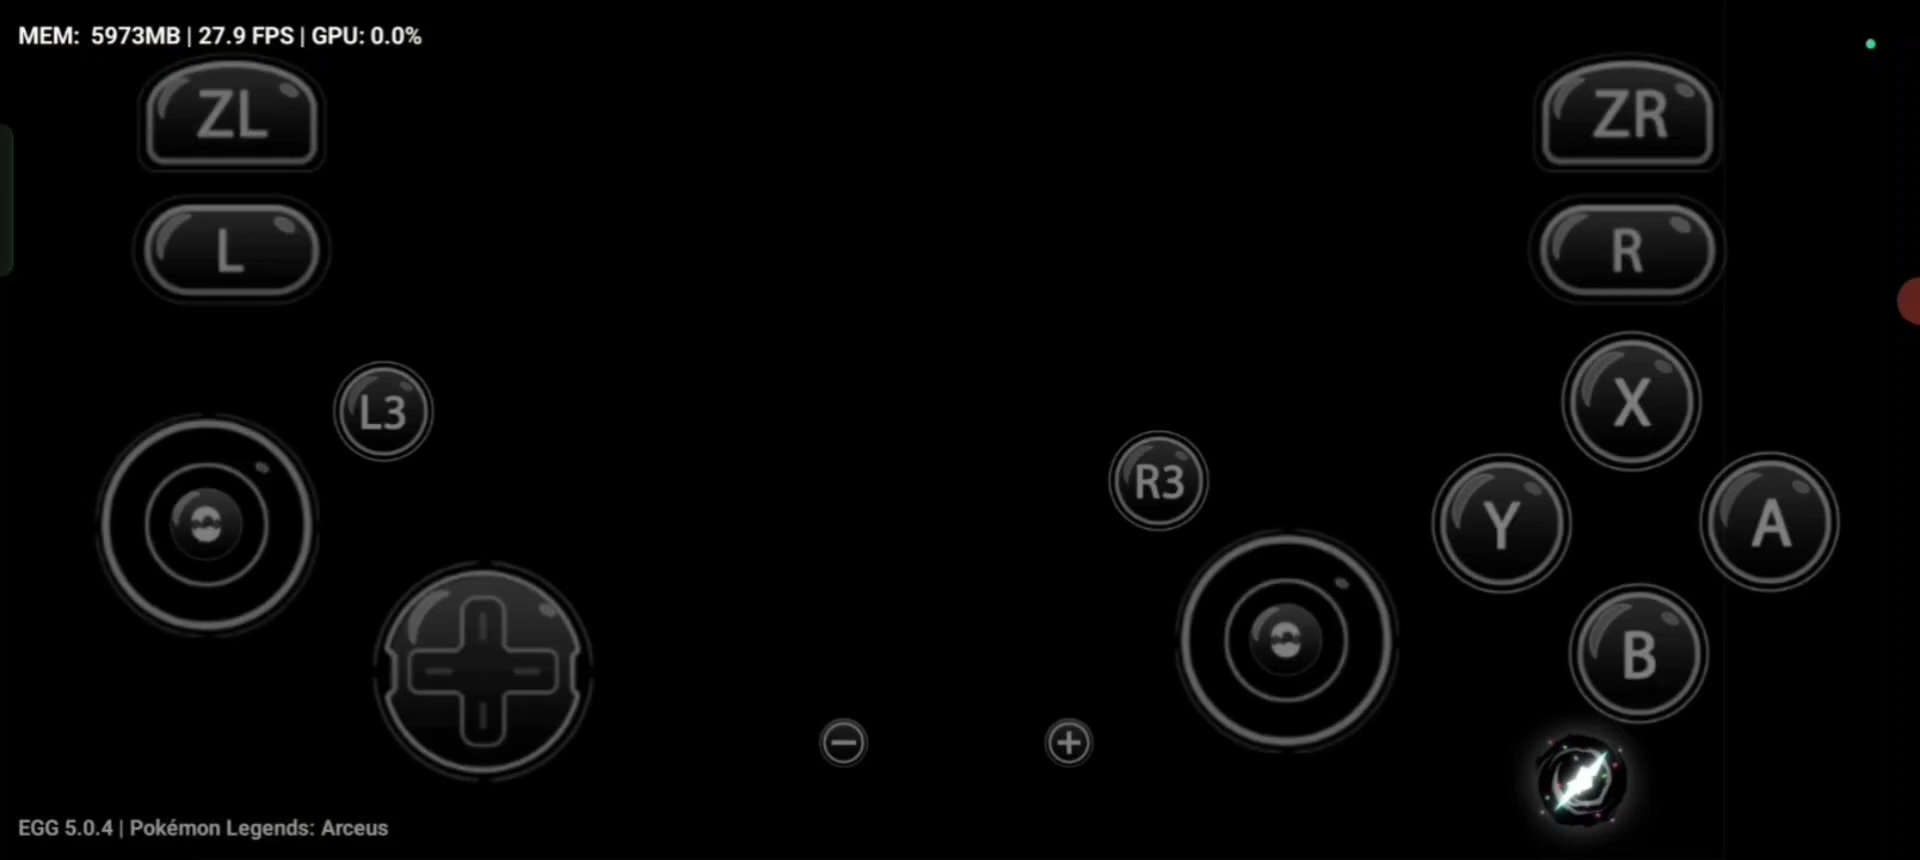 MEM: 5973MB | 27.9 FPS | GPU: 0.0%
ZL
ZR
L
R
L3
X
R3
Y
A
B
EGG 5.0.4 | Pokémon Legends: Arceus